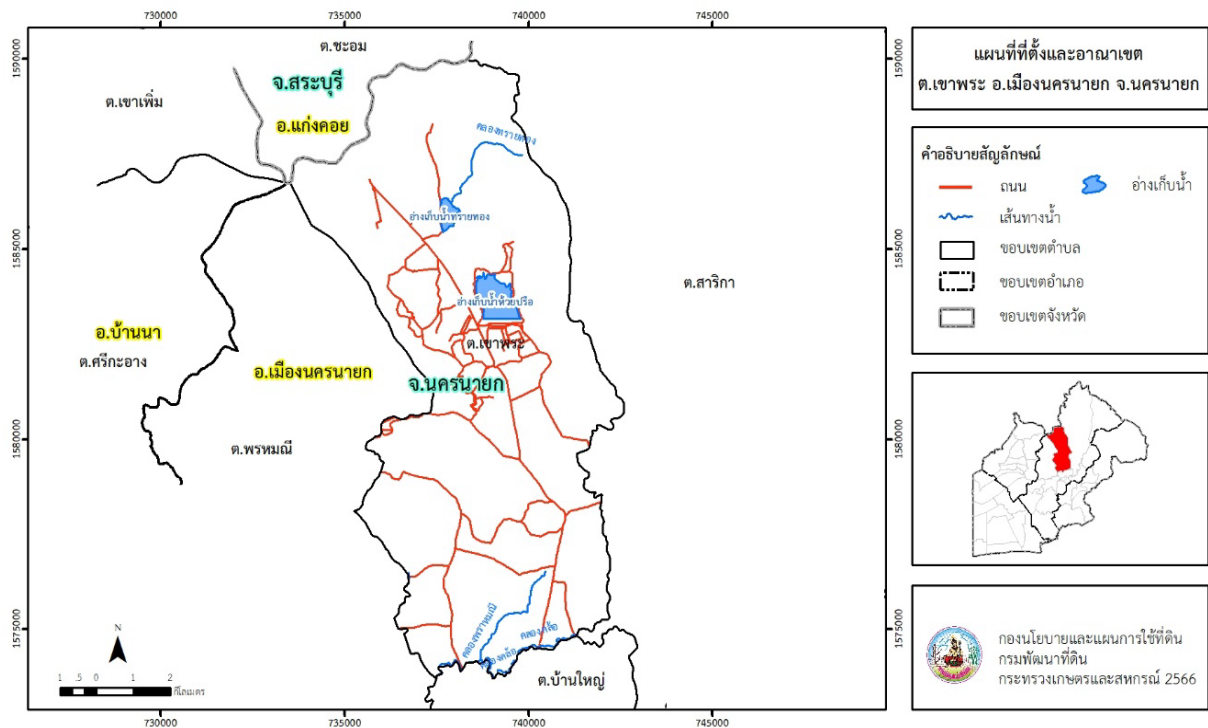 730000 735000 740000 745000
แผนที่ที่ตั้งและอาณาเขต
ต.เขาพระ อ.เมืองนครนายก จ.นครนายก
1590000
1590000
ต.ชะอม
จ.สระบุรี
ต.เขาเพิ่ม
อ.แก่งคอย
คลองทรายทอง
อ่างเก็บน้ำทรายทอง
1585000
1585000
ต.สาริกา
อ่างเก็บน้ำห้วยปรือ
อ.บ้านนา
ต.ศรีกะอาง
ต.เขาพระ
อ.เมืองนครนายก
จ.นครนายก
1580000
1580000
ต.พรหมณี
1575000
1575000
คลองพราหมณี
คลองเหล้อ
ต.บ้านใหญ่
N
1 .5 0 1 2
กิโลเมตร
730000 735000 740000 745000
คำอธิบายสัญลักษณ์
ถนน
อ่างเก็บน้ำ
เส้นทางน้ำ
ขอบเขตตำบล
ขอบเขตอำเภอ
ขอบเขตจังหวัด
กองนโยบายและแผนการใช้ที่ดิน
กรมพัฒนาที่ดิน
กระทรวงเกษตรและสหกรณ์ 2566